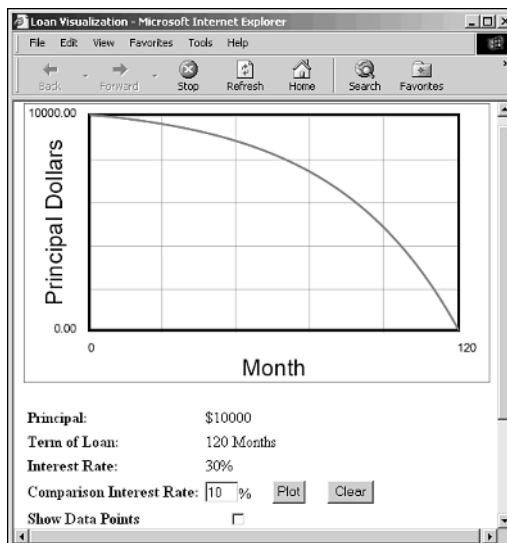 Loan Visualization - Microsoft Internet Explorer
File Edit View Favorites Tools Help
Back Forward Stop Refresh Home Search Favorites »
10000.00
Principal Dollars
0.00
0 120
Month
Principal: $10000
Term of Loan: 120 Months
Interest Rate: 30%
Comparison Interest Rate: 10 % Plot Clear
Show Data Points